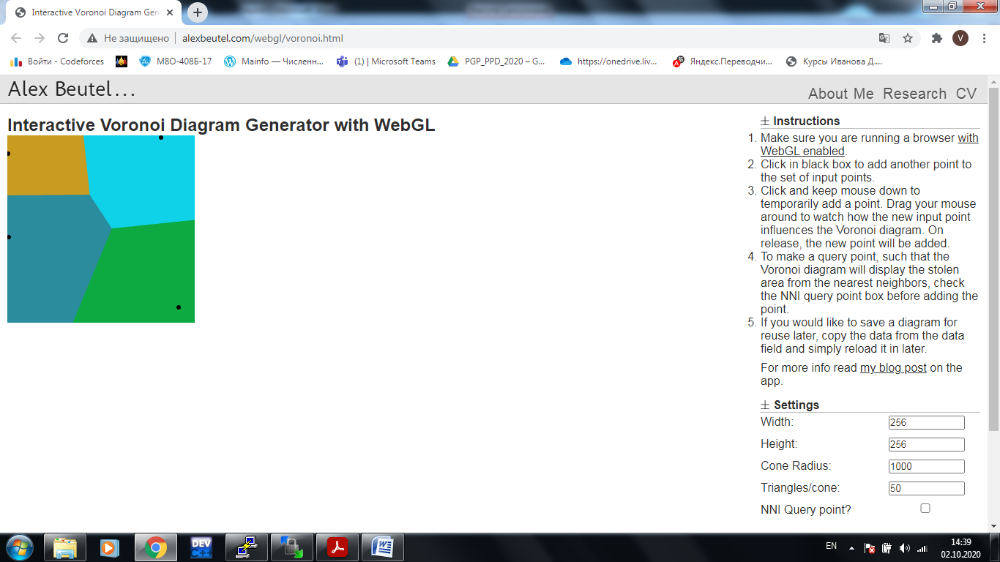 Interactive Voronoi Diagram Gen
Не защищено
alexbeutel.com/webgl/voronoi.html
V
Войти - Codeforces
М8О-408Б-17
Mainfo — Численн...
(1) | Microsoft Teams
PGP_PPD_2020 – G...
https://onedrive.liv...
Яндекс.Переводчи...
Курсы Иванова Д....
Alex Beutel...
About Me Research CV
Interactive Voronoi Diagram Generator with WebGL
± Instructions
1. Make sure you are running a browser with
WebGL enabled.
2. Click in black box to add another point to
the set of input points.
3. Click and keep mouse down to
temporarily add a point. Drag your mouse
around to watch how the new input point
influences the Voronoi diagram. On
release, the new point will be added.
4. To make a query point, such that the
Voronoi diagram will display the stolen
area from the nearest neighbors, check
the NNI query point box before adding the
point.
5. If you would like to save a diagram for
reuse later, copy the data from the data
field and simply reload it in later.
For more info read my blog post on the
app.
± Settings
Width: 256
Height: 256
Cone Radius: 1000
Triangles/cone: 50
NNI Query point?
DEV
C++
EN
14:39
02.10.2020